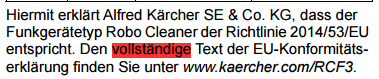 Hiermit erklärt Alfred Kärcher SE & Co. KG, dass der
Funkgerätetyp Robo Cleaner der Richtlinie 2014/53/EU
entspricht. Den vollständige Text der EU-Konformitäts-
erklärung finden Sie unter www.kaercher.com/RCF3.